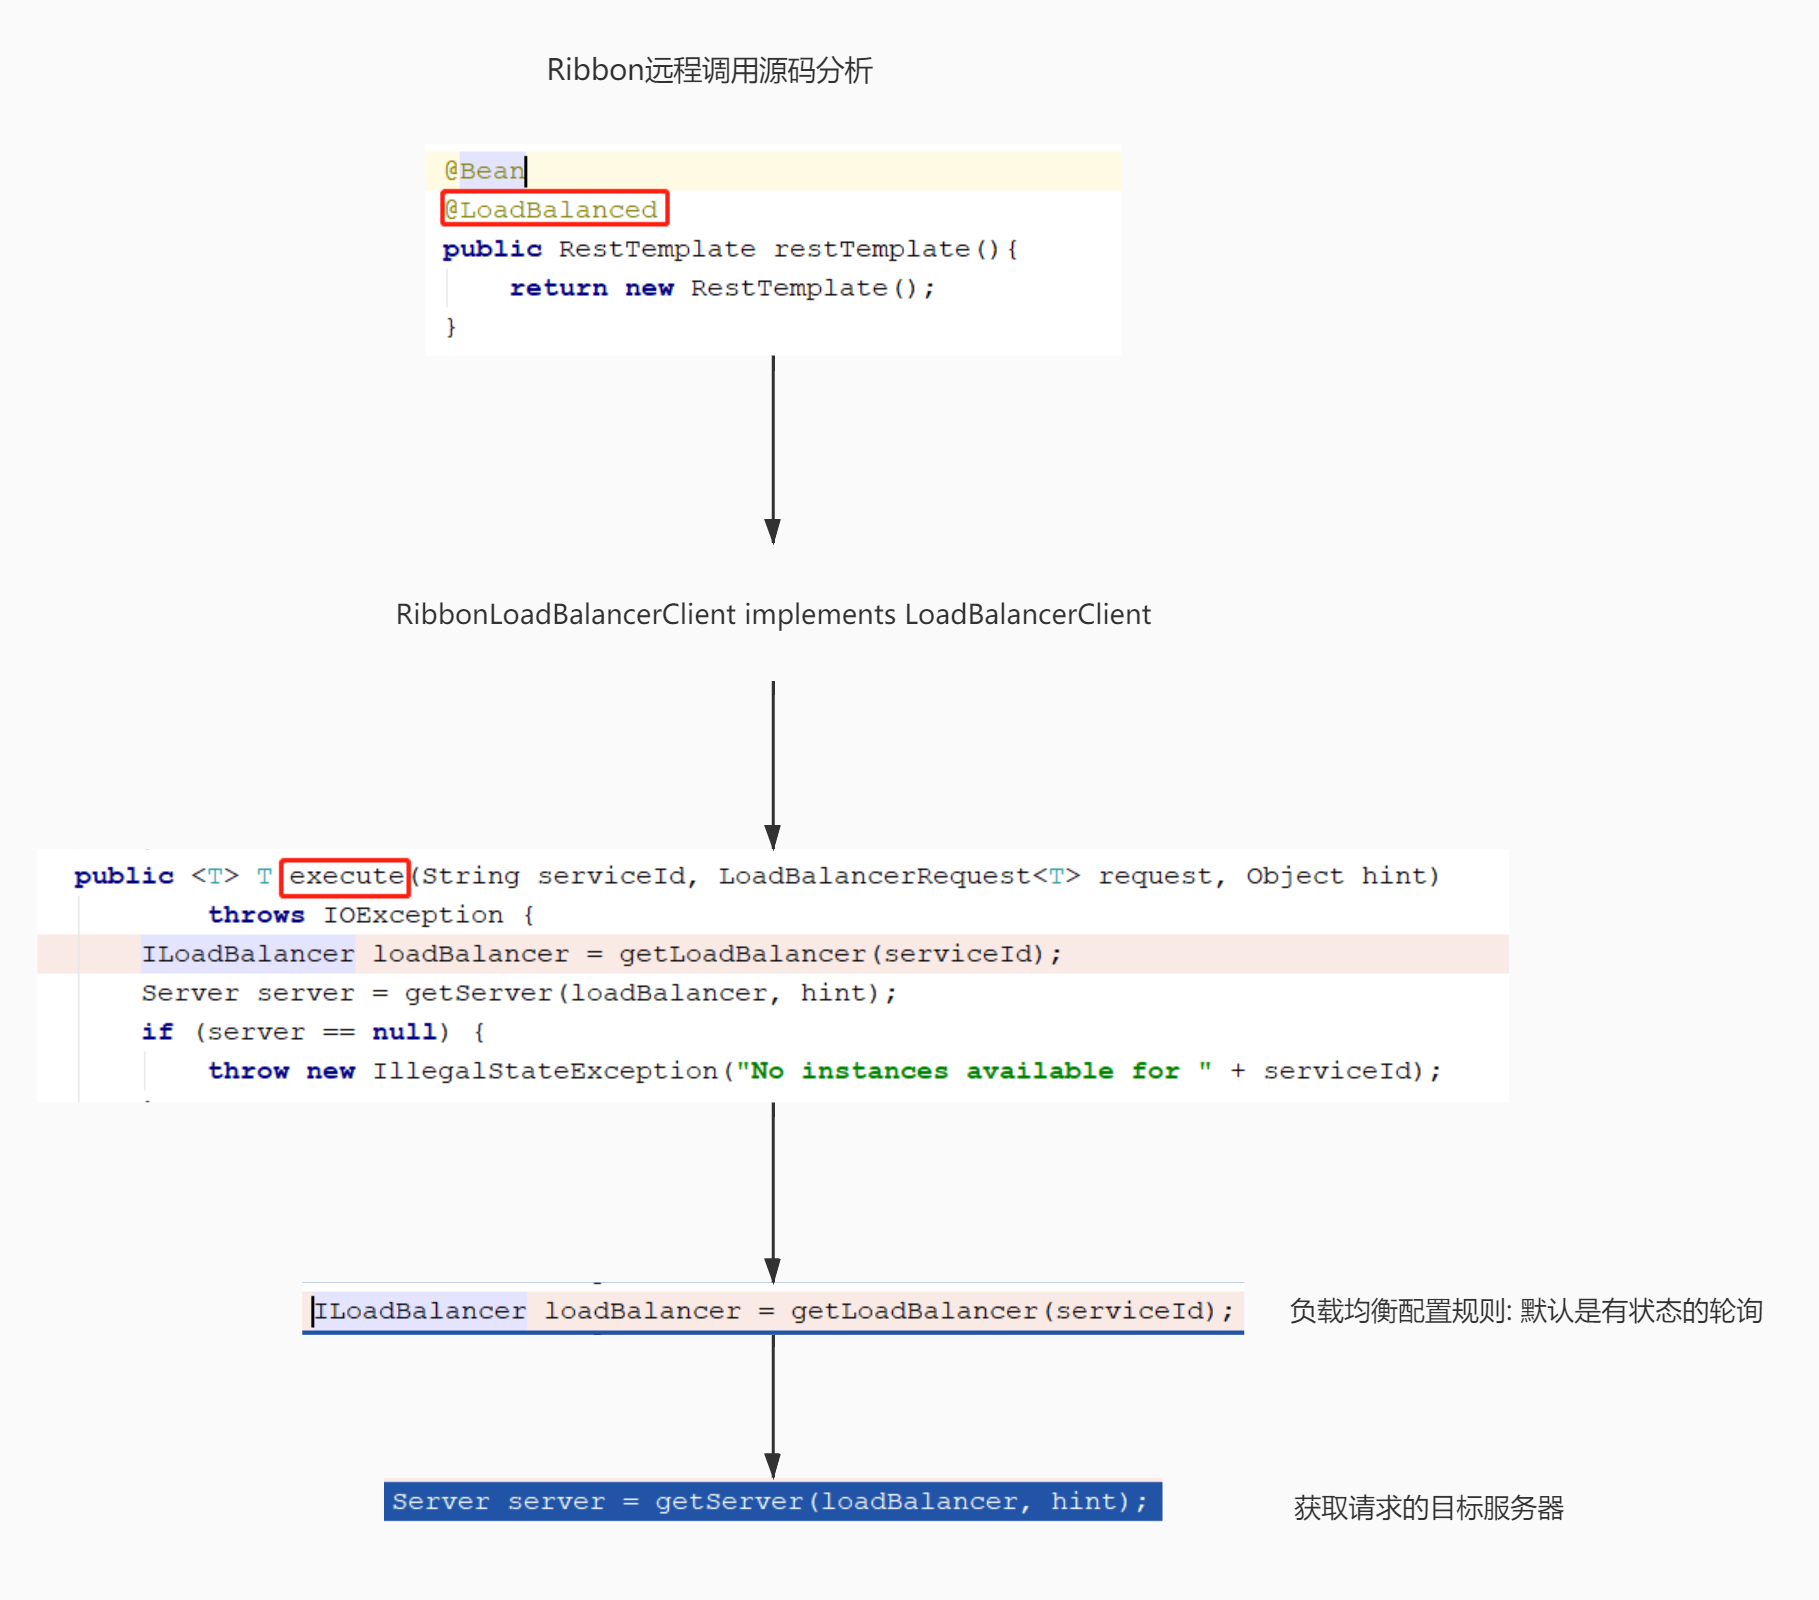 Ribbon远程调用源码分析
@Bean
@LoadBalanced
public RestTemplate restTemplate(){
return new RestTemplate();
}
RibbonLoadBalancerClient implements LoadBalancerClient
public <T> T execute(String serviceId, LoadBalancerRequest<T> request, Object hint)
throws IOException {
ILoadBalancer loadBalancer = getLoadBalancer(serviceId);
Server server = getServer(loadBalancer, hint);
if (server == null) {
throw new IllegalStateException("No instances available for " + serviceId);
ILoadBalancer loadBalancer = getLoadBalancer(serviceId);
负载均衡配置规则: 默认是有状态的轮询
Server server = getServer(loadBalancer, hint);
获取请求的目标服务器